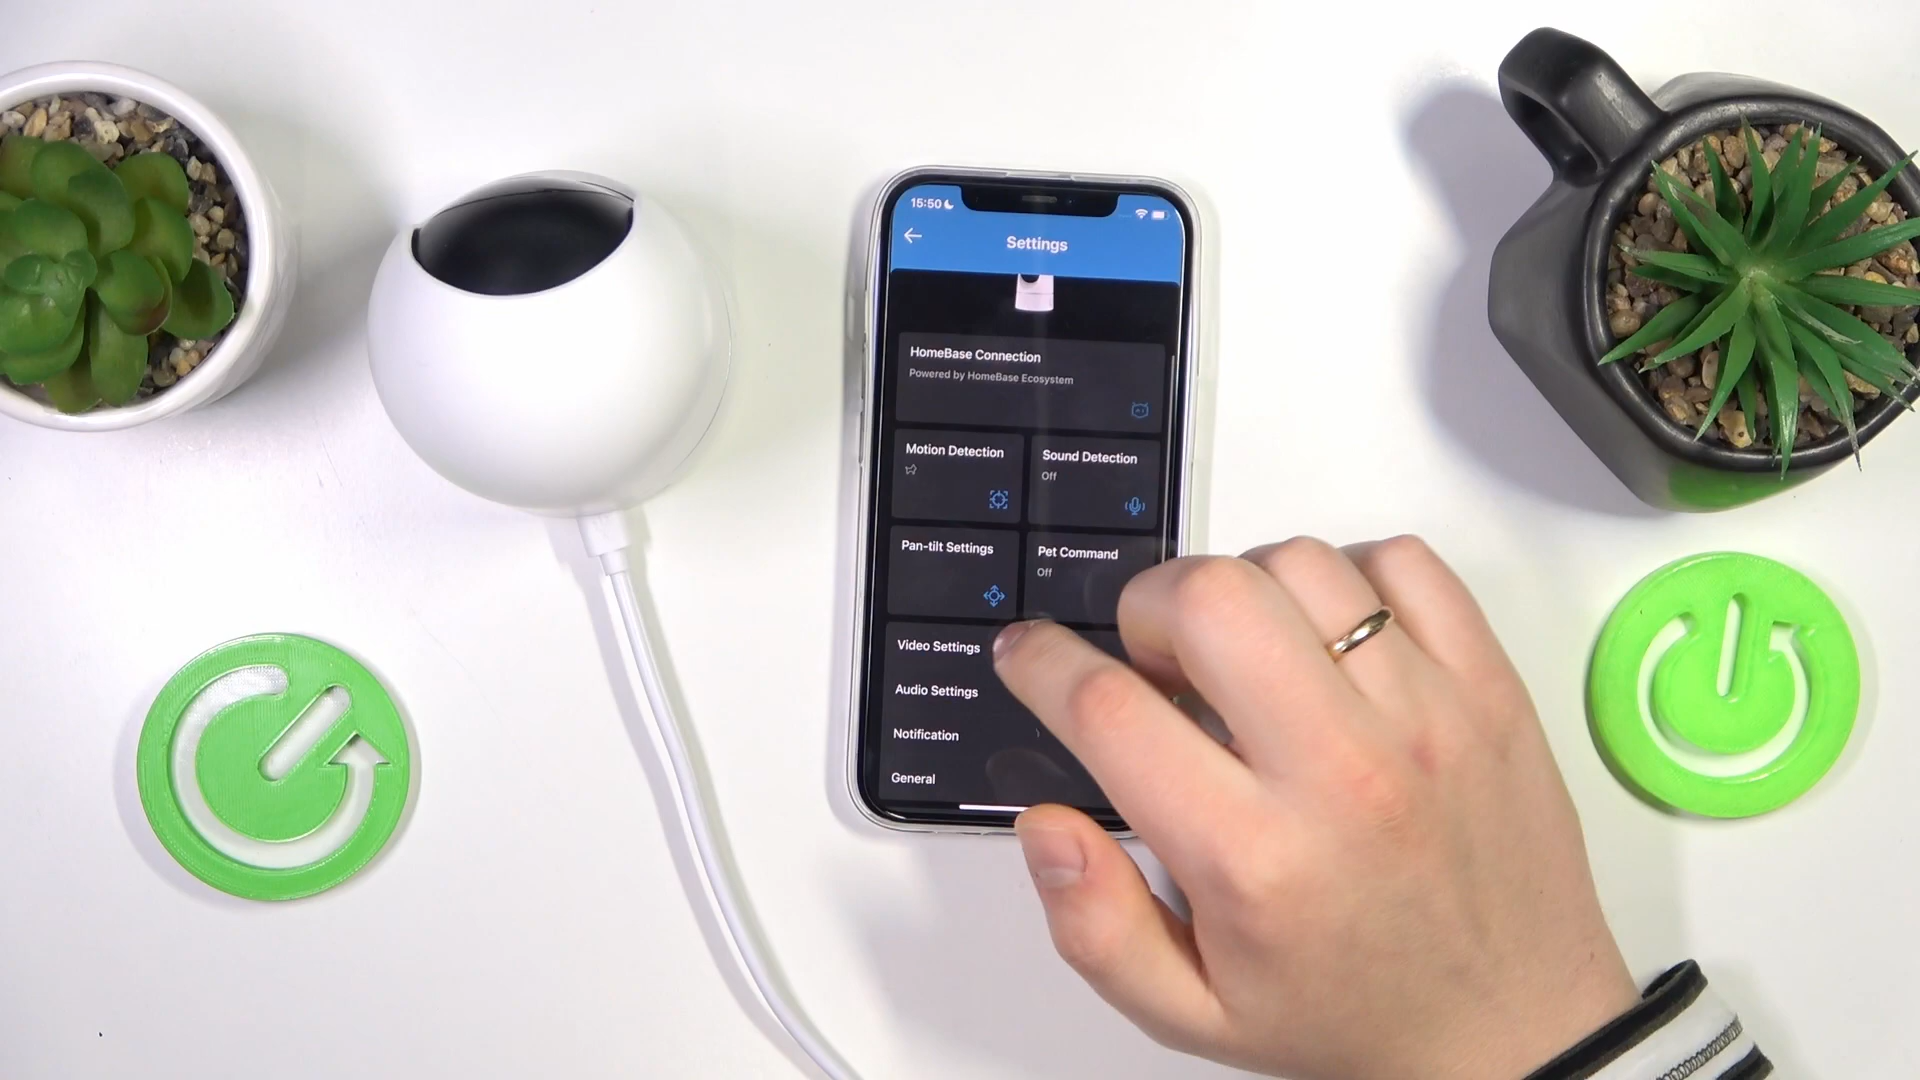 15:50
Settings
HomeBase Connection
Powered by HomeBase Ecosystem
Motion Detection
Sound Detection
Off
Pan-tilt Settings
Pet Command
Off
Video Settings
Audio Settings
Notification
General